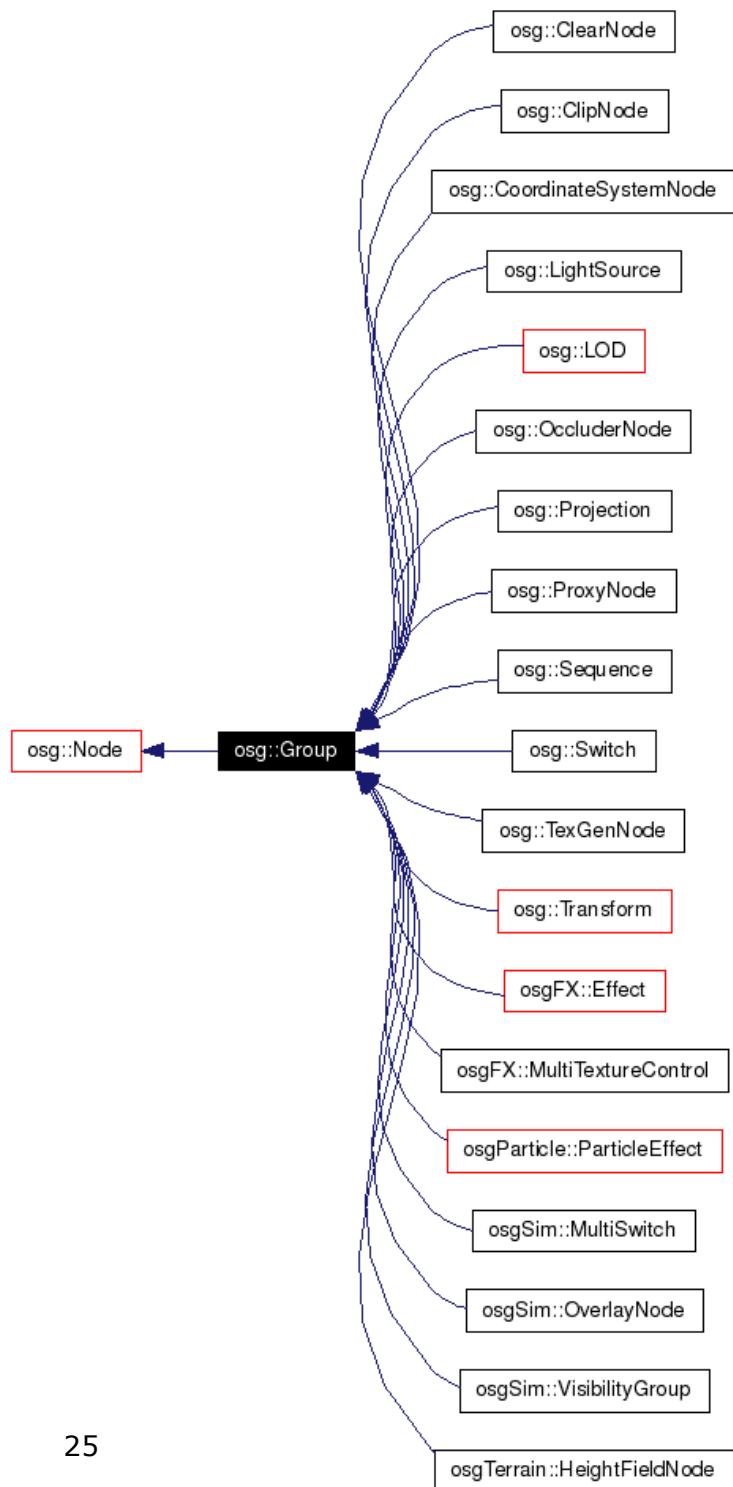 osg::ClearNode
osg::ClipNode
osg::CoordinateSystemNode
osg::LightSource
osg::LOD
osg::OccluderNode
osg::Projection
osg::ProxyNode
osg::Sequence
osg::Node
osg::Group
osg::Switch
osg::TexGenNode
osg::Transform
osgFX::Effect
osgFX::MultiTextureControl
osgParticle::ParticleEffect
osgSim::MultiSwitch
osgSim::OverlayNode
osgSim::VisibilityGroup
25
osgTerrain::HeightFieldNode